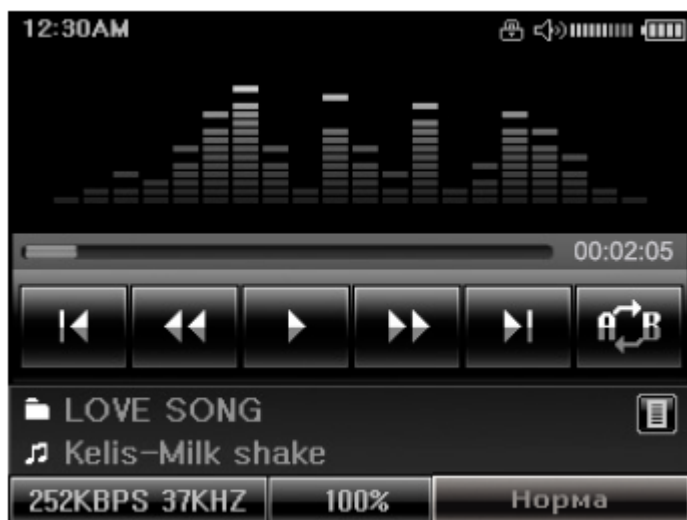 12:30AM
00:02:05
A B
LOVE SONG
Kelis-Milk shake
252KBPS 37KHZ 100% Норма